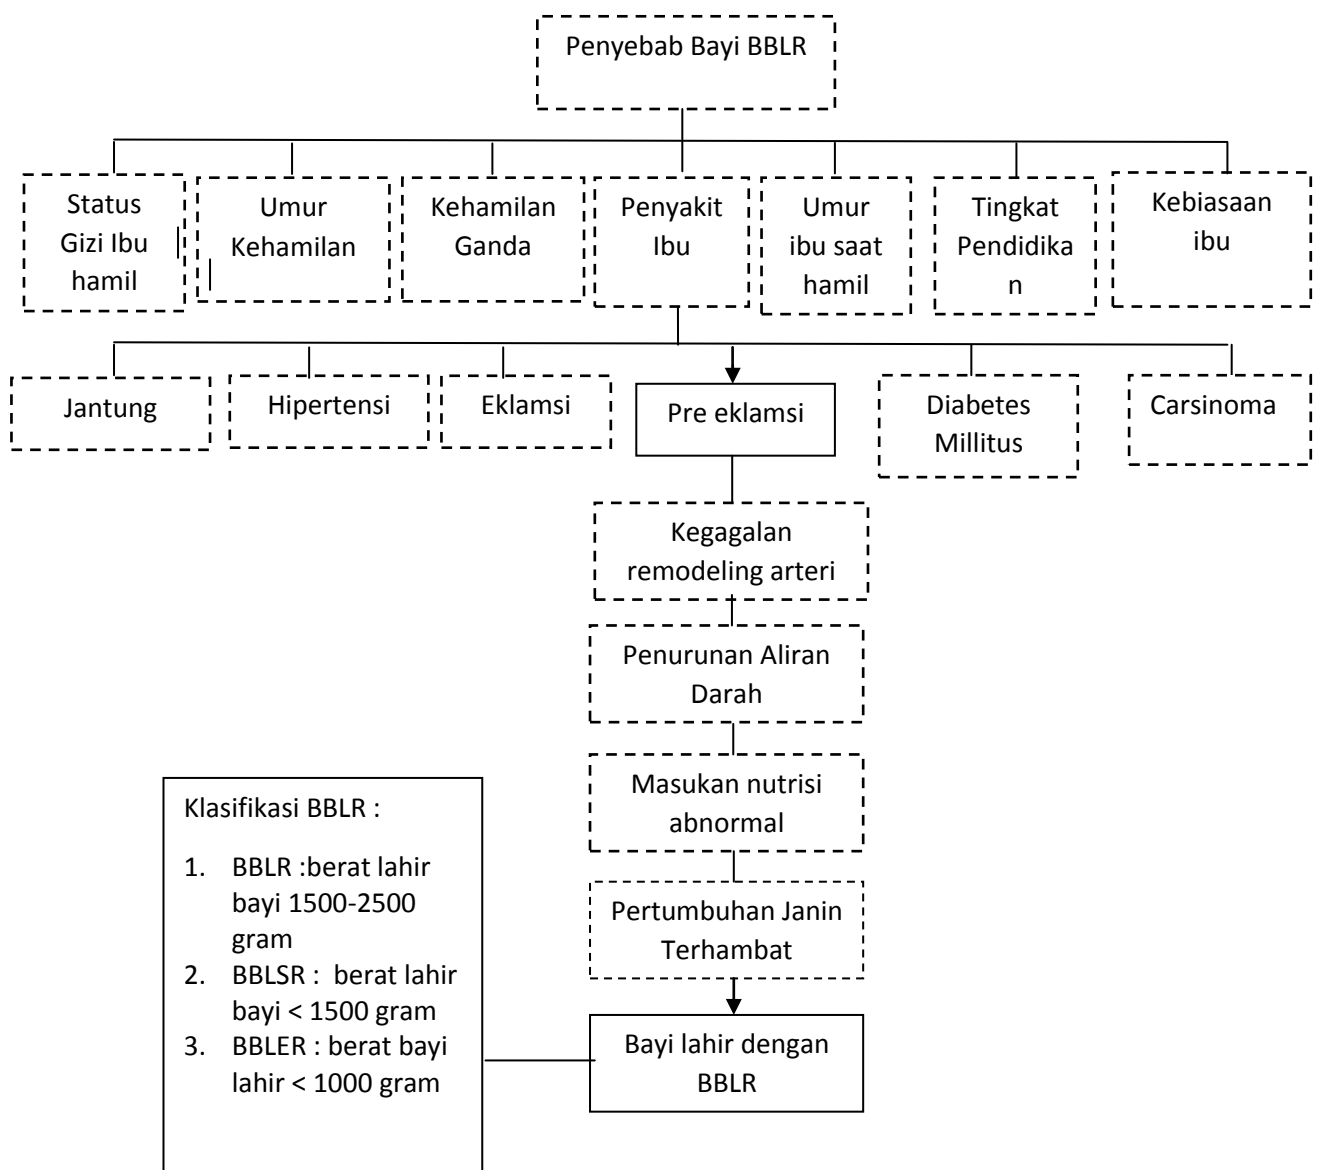 Penyebab Bayi BBLR
Status
Gizi Ibu
hamil
Umur
Kehamilan
Kehamilan
Ganda
Penyakit
Ibu
Umur
ibu saat
hamil
Tingkat
Pendidika
n
Kebiasaan
ibu
Jantung
Hipertensi
Eklamsi
Pre eklamsi
Diabetes
Millitus
Carsinoma
Kegagalan
remodeling arteri
Penurunan Aliran
Darah
Masukan nutrisi
abnormal
Pertumbuhan Janin
Terhambat
Bayi lahir dengan
BBLR
Klasifikasi BBLR :
1. BBLR :berat lahir
bayi 1500-2500
gram
2. BBLSR : berat lahir
bayi < 1500 gram
3. BBLER : berat bayi
lahir < 1000 gram